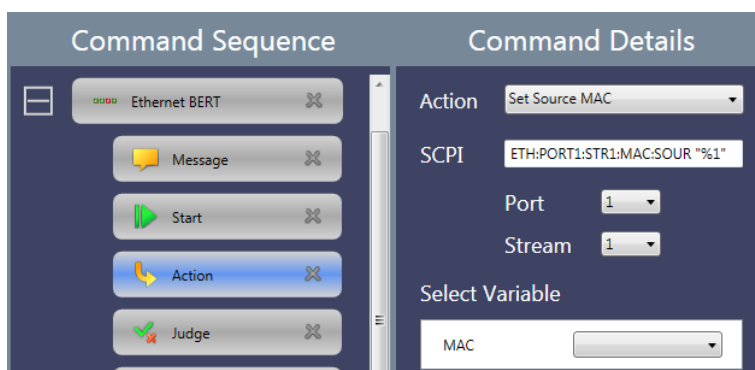 Command Sequence
Ethernet BERT
Message
Start
Action
Judge
Command Details
Action
Set Source MAC
SCPI
ETH:PORT1:STR1:MAC:SOUR "%1"
Port
1
Stream
1
Select Variable
MAC